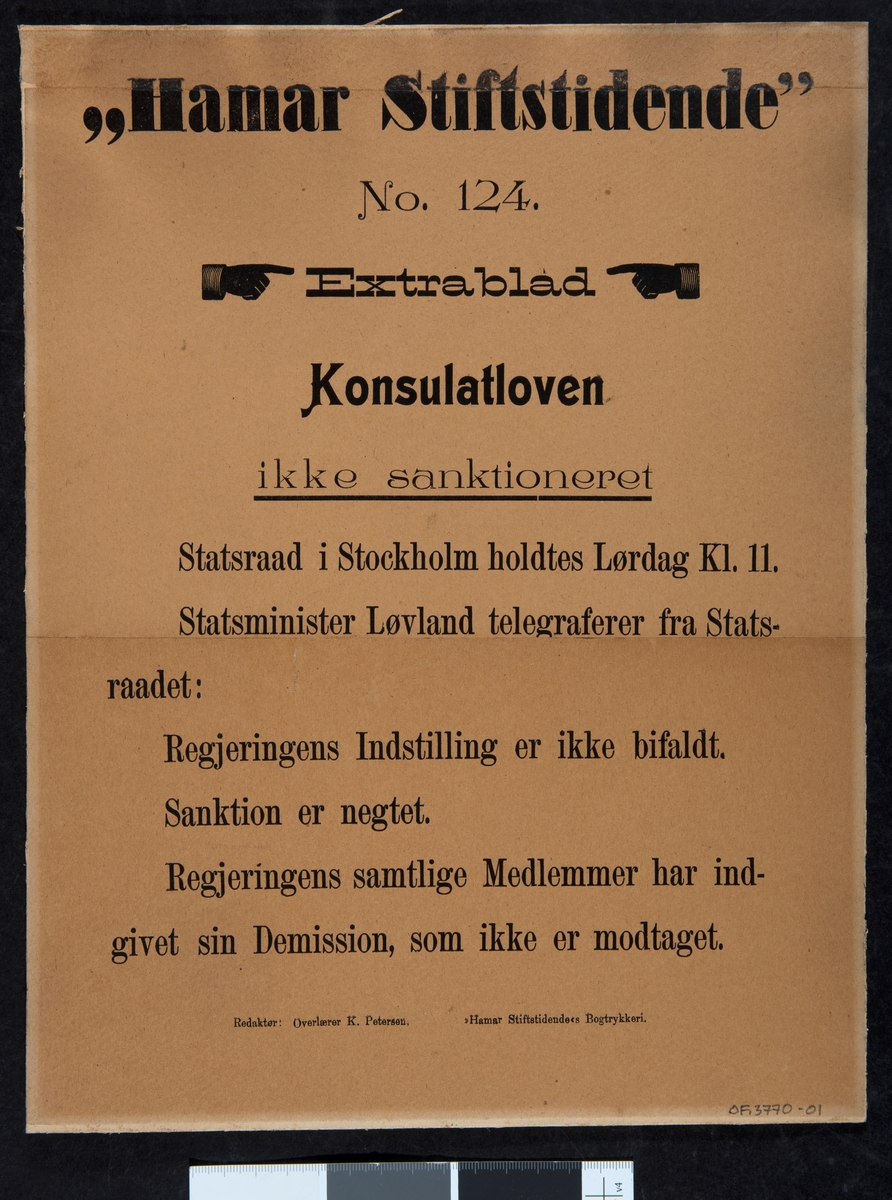 „Hamar Stiftstidende”
No. 124.
Extrablad
Konsulatloven
ikke sanktioneret
Statsraad i Stockholm holdtes Lørdag Kl. 11.
Statsminister Løvland telegraferer fra Stats-
raadet:
Regjeringens Indstilling er ikke bifaldt.
Sanktion er negtet.
Regjeringens samtlige Medlemmer har ind-
givet sin Demission, som ikke er modtaget.
Redaktør: Overlærer K. Petersen. »Hamar Stiftstidende«s Bogtrykkeri.
OF.3770-01
V4